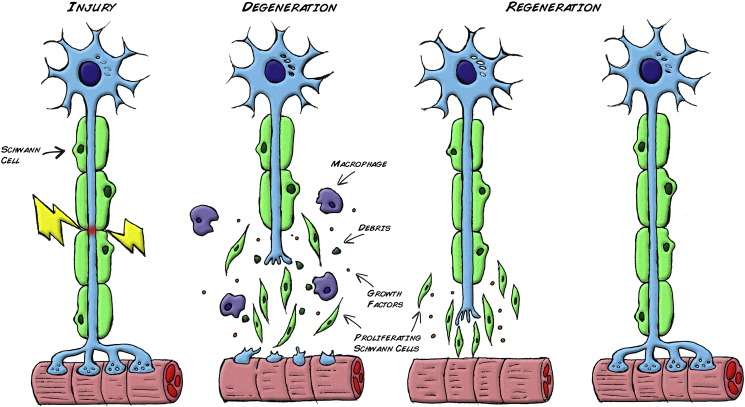 INJURY
DEGENERATION
REGENERATION
SCHWANN
CELL
MACROPHAGE
DEBRIS
GROWTH
FACTORS
PROLIFERATING
SCHWANN CELLS